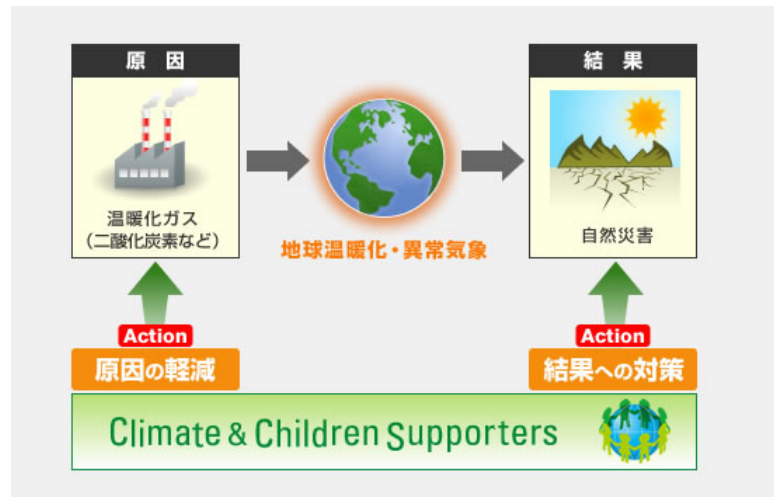 原 因
温暖化ガス
(二酸化炭素など)
地球温暖化・異常気象
結 果
自然災害
Action
原因の軽減
Action
結果への対策
Climate & Children Supporters